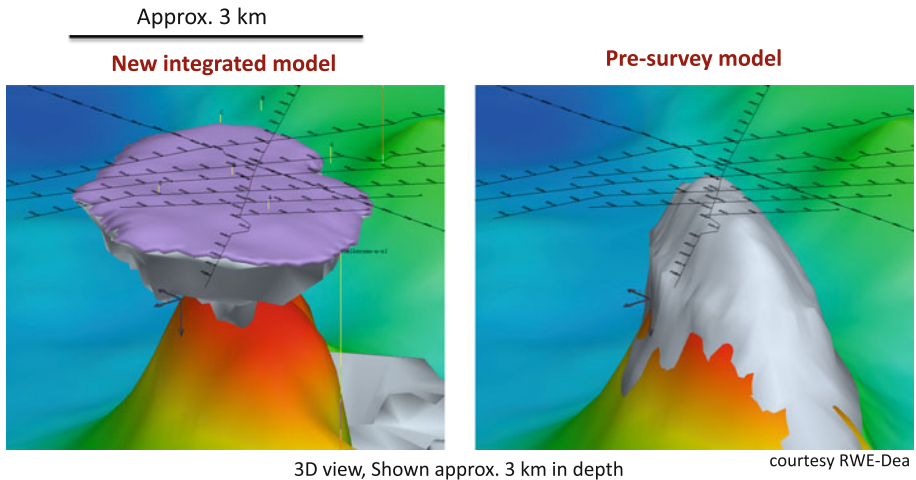 Approx. 3 km
New integrated model
Pre-survey model
3D view, Shown approx. 3 km in depth
courtesy RWE-Dea